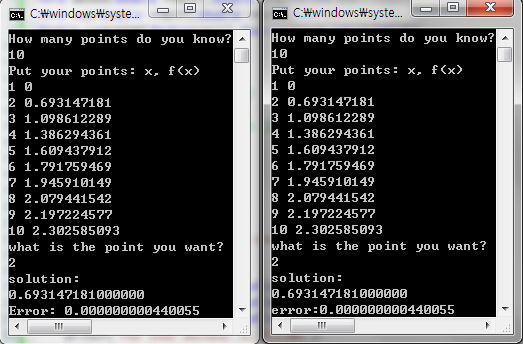 C:₩windows₩syste...
How many points do you know?
10
Put your points: x, f(x)
1 0
2 0.693147181
3 1.098612289
4 1.386294361
5 1.609437912
6 1.791759469
7 1.945910149
8 2.079441542
9 2.197224577
10 2.302585093
what is the point you want?
2
solution:
0.693147181000000
Error: 0.000000000440055
C:₩windows₩syste...
How many points do you know?
10
Put your points: x, f(x)
1 0
2 0.693147181
3 1.098612289
4 1.386294361
5 1.609437912
6 1.791759469
7 1.945910149
8 2.079441542
9 2.197224577
10 2.302585093
what is the point you want?
2
solution:
0.693147181000000
error:0.000000000440055